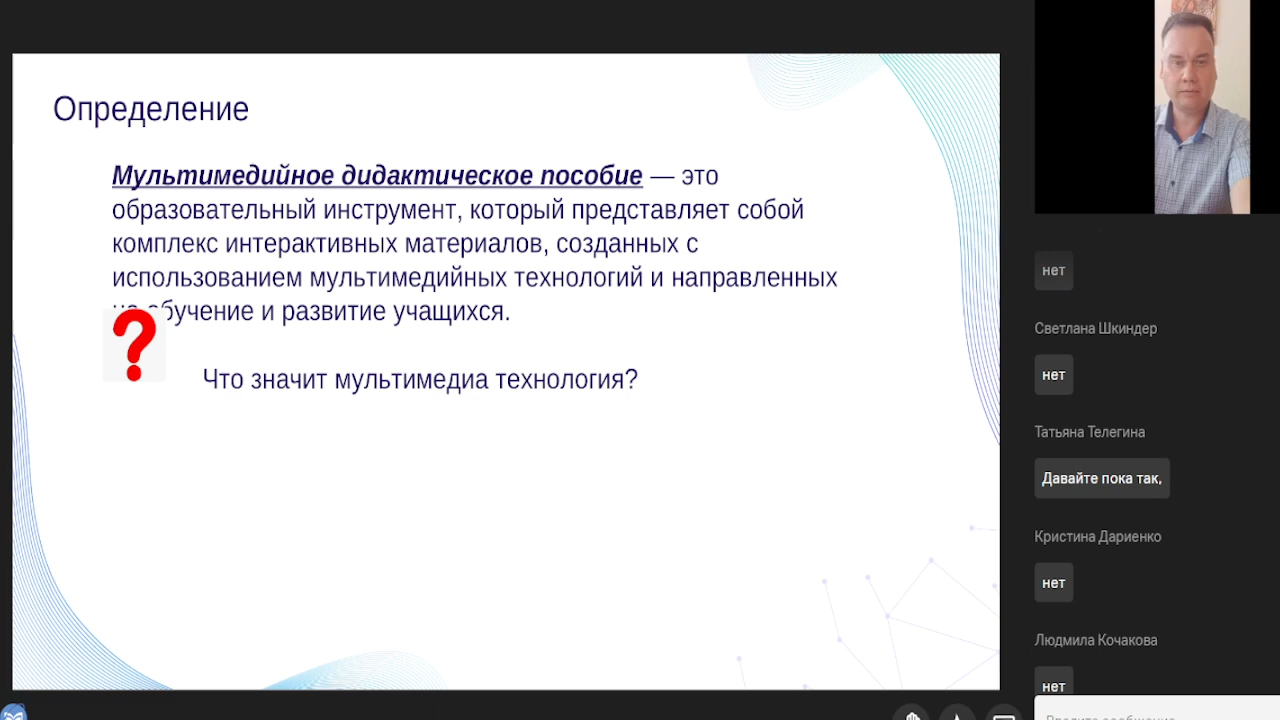 Определение
Мультимедийное дидактическое пособие — это
образовательный инструмент, который представляет собой
комплекс интерактивных материалов, созданных с
использованием мультимедийных технологий и направленных
на обучение и развитие учащихся.
?
Что значит мультимедиа технология?
нет
Светлана Шкиндер
нет
Татьяна Телегина
Давайте пока так,
Кристина Дариенко
нет
Людмила Кочакова
нет